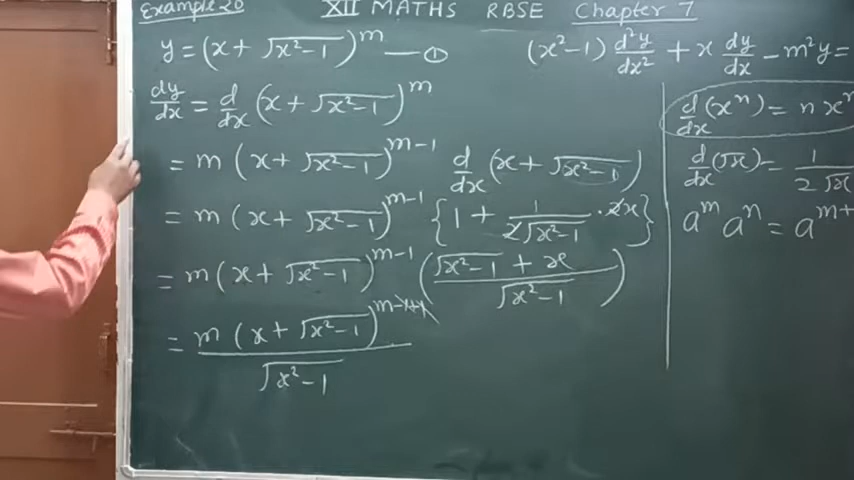 Example 20 XII MATHS RBSE Chapter 7
y = (x + √(x²-1))^m — ①
(x²-1) d²y/dx² + x dy/dx - m²y =
dy/dx = d/dx (x + √(x²-1))^m
= m (x + √(x²-1))^(m-1) d/dx (x + √(x²-1))
= m (x + √(x²-1))^(m-1) {1 + 1/(2√(x²-1)) · 2x}
= m (x + √(x²-1))^(m-1) ((√(x²-1) + x)/√(x²-1))
= m (x + √(x²-1))^(m-1+1) / √(x²-1)
d/dx (x^n) = n x^n
d/dx (√x) = 1/(2√x)
a^m a^n = a^(m+